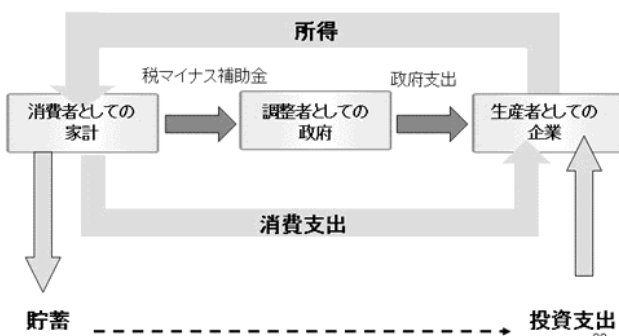 所得
税マイナス補助金
政府支出
消費者としての
家計
調整者としての
政府
生産者としての
企業
消費支出
貯蓄
投資支出